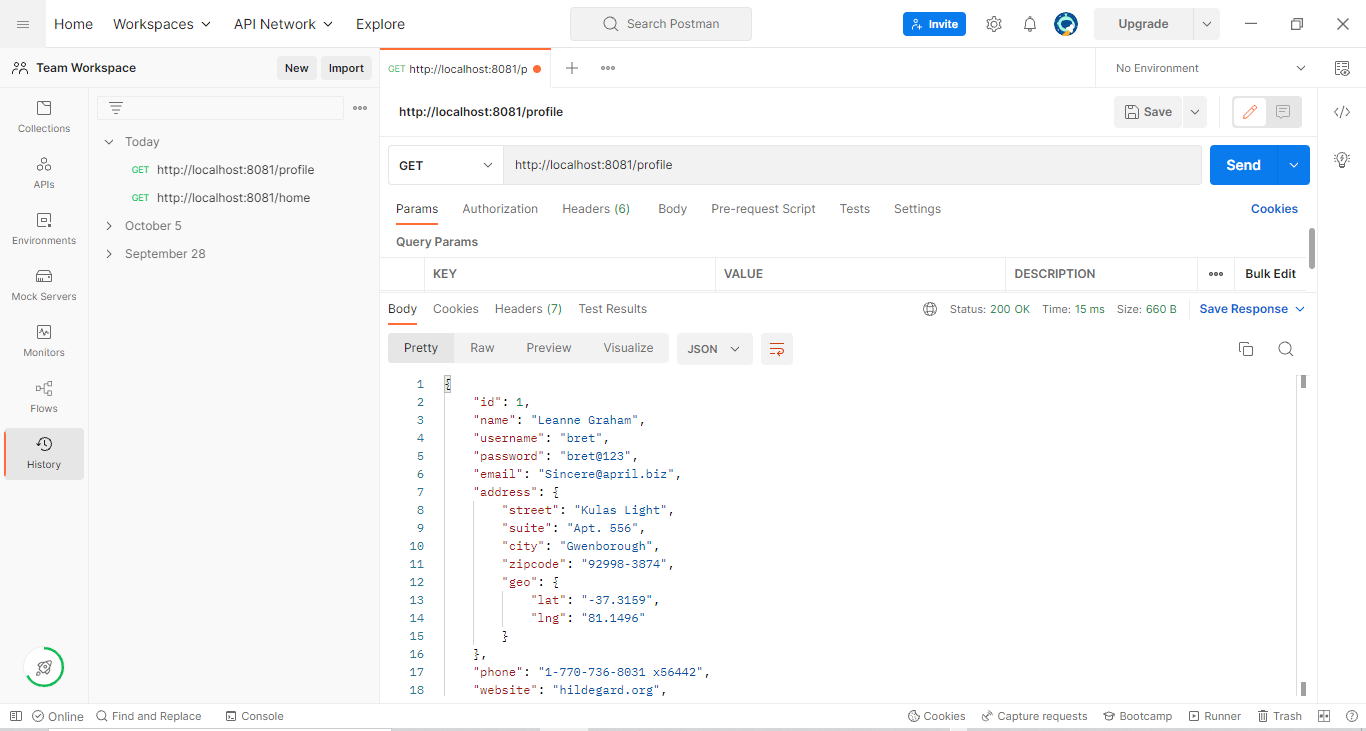 Home Workspaces API Network Explore Search Postman Invite Upgrade
Team Workspace New Import GET http://localhost:8081/p No Environment
Collections
APIs
Environments
Mock Servers
Monitors
Flows
History
Today
GET http://localhost:8081/profile
GET http://localhost:8081/home
October 5
September 28
http://localhost:8081/profile Save
GET http://localhost:8081/profile Send
Params Authorization Headers (6) Body Pre-request Script Tests Settings Cookies
Query Params
KEY VALUE DESCRIPTION Bulk Edit
Body Cookies Headers (7) Test Results Status: 200 OK Time: 15 ms Size: 660 B Save Response
Pretty Raw Preview Visualize JSON
1 {
2 "id": 1,
3 "name": "Leanne Graham",
4 "username": "bret",
5 "password": "bret@123",
6 "email": "Sincere@april.biz",
7 "address": {
8 "street": "Kulas Light",
9 "suite": "Apt. 556",
10 "city": "Gwenborough",
11 "zipcode": "92998-3874",
12 "geo": {
13 "lat": "-37.3159",
14 "lng": "81.1496"
15 }
16 },
17 "phone": "1-770-736-8031 x56442",
18 "website": "hildegard.org",
Online Find and Replace Console Cookies Capture requests Bootcamp Runner Trash